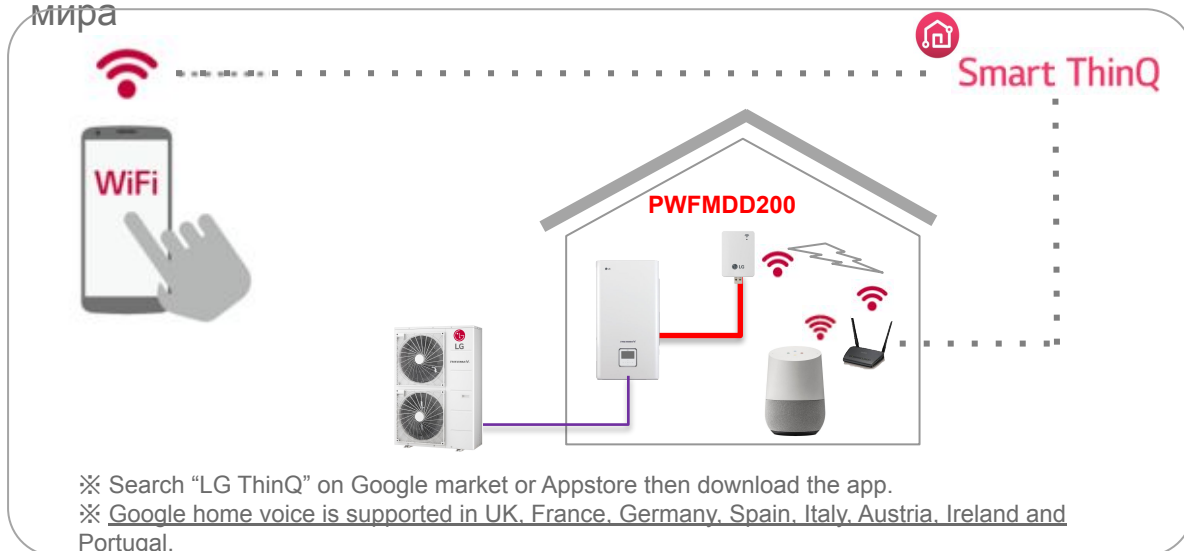 мира
Smart ThinQ
WiFi
PWFMDD200
LG
LG
※ Search “LG ThinQ” on Google market or Appstore then download the app.
※ Google home voice is supported in UK, France, Germany, Spain, Italy, Austria, Ireland and
Portugal.